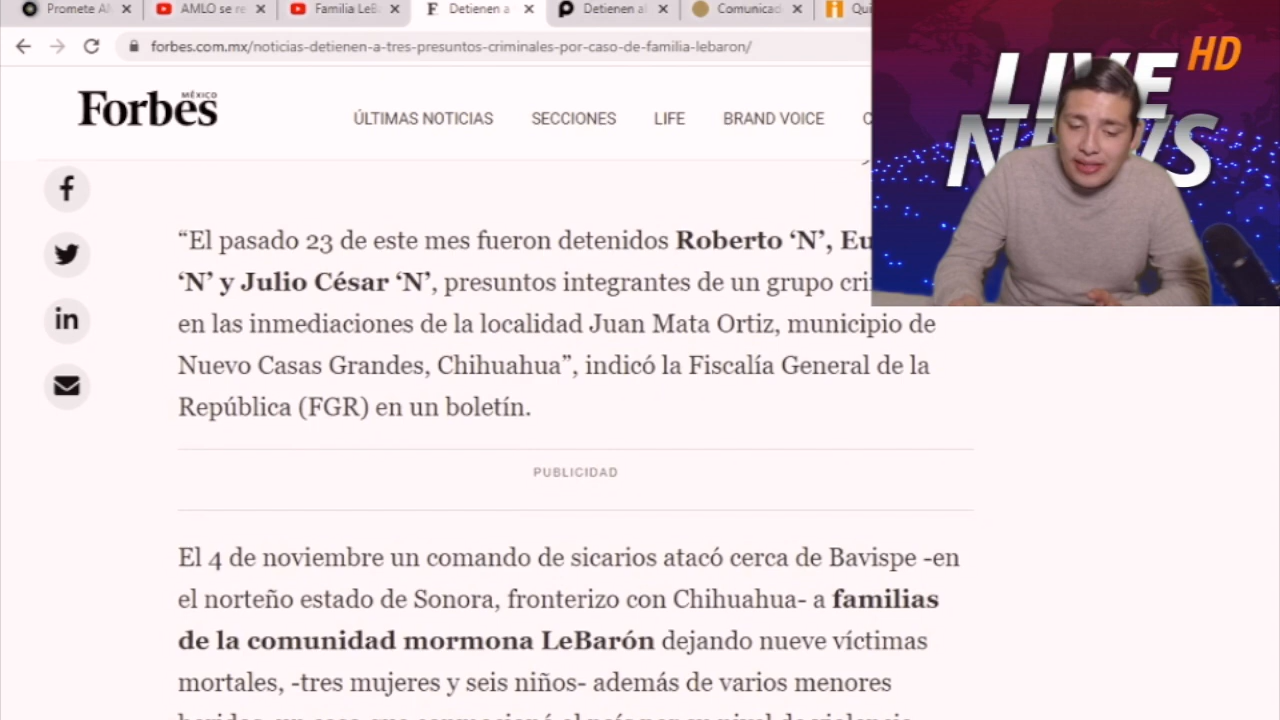 Promete A
AMLO se re
Familia LeB
Detienen a
Detienen al
Comunicad
Qui
forbes.com.mx/noticias-detienen-a-tres-presuntos-criminales-por-caso-de-familia-lebaron/
Forbes
MÉXICO
ÚLTIMAS NOTICIAS
SECCIONES
LIFE
BRAND VOICE
LIVE HD
NEWS
“El pasado 23 de este mes fueron detenidos Roberto ‘N’, Eu
‘N’ y Julio César ‘N’, presuntos integrantes de un grupo cri
en las inmediaciones de la localidad Juan Mata Ortiz, municipio de
Nuevo Casas Grandes, Chihuahua”, indicó la Fiscalía General de la
República (FGR) en un boletín.
PUBLICIDAD
El 4 de noviembre un comando de sicarios atacó cerca de Bavispe -en
el norteño estado de Sonora, fronterizo con Chihuahua- a familias
de la comunidad mormona LeBarón dejando nueve víctimas
mortales, -tres mujeres y seis niños- además de varios menores